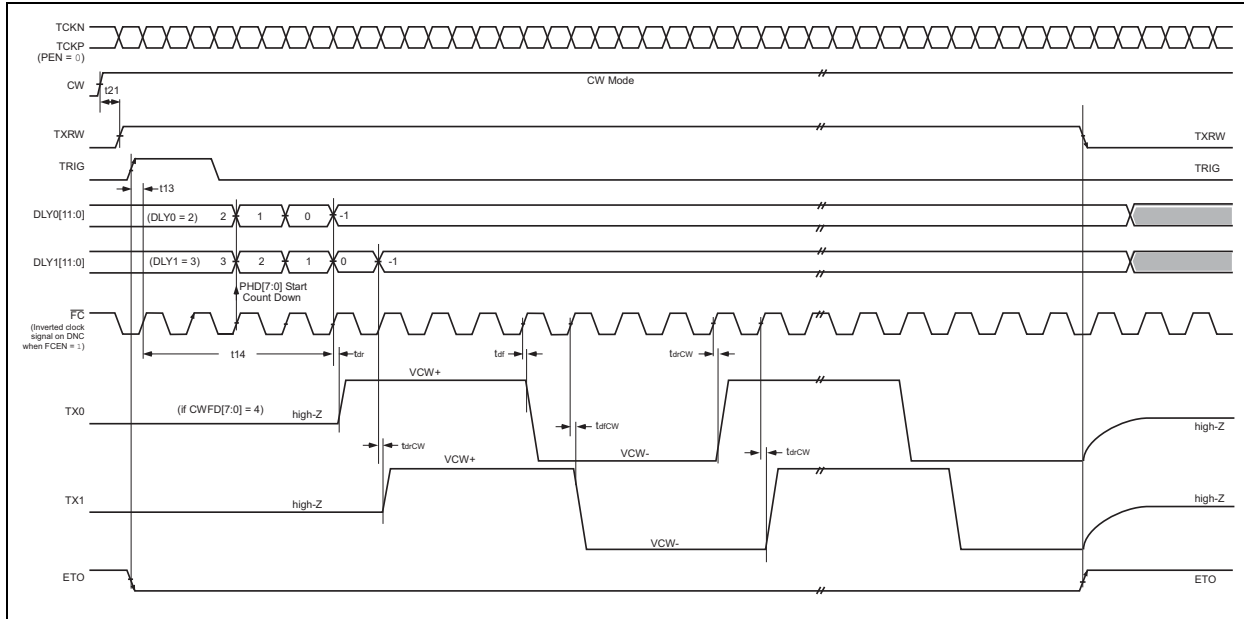 TCKN
TCKP
(PEN = 0)
CW
CW Mode
t21
TXRW
TXRW
TRIG
TRIG
t13
DLY0[11:0]
(DLY0 = 2) 2 1 0 -1
DLY1[11:0]
(DLY1 = 3) 3 2 1 0 -1
PHD[7:0] Start
Count Down
FC
(Inverted clock
signal on DNC
when FCEN = 1)
t14
tdr
tdf
tdrCW
VCW+
TX0
(if CWFD[7:0] = 4)
high-Z
high-Z
tdfCW
tdrCW
tdrCW
VCW+
VCW-
TX1
high-Z
high-Z
VCW-
ETO
ETO